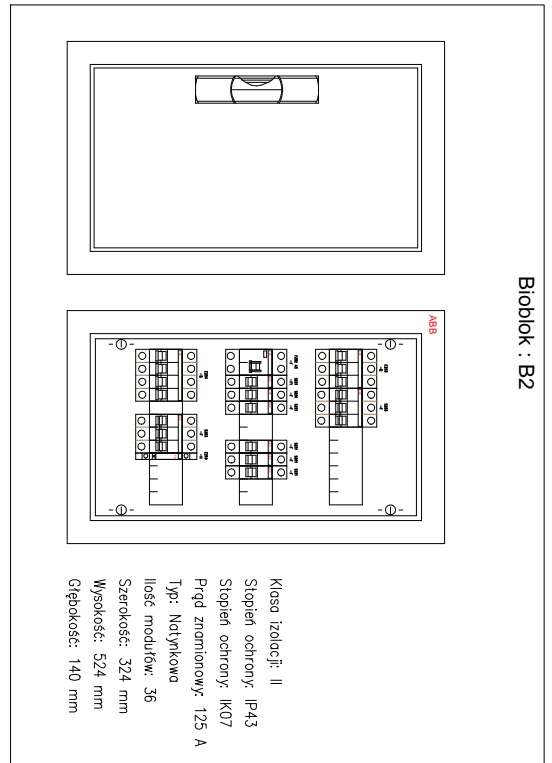 Bioblok : B2
ABB
Klasa izolacji: II
Stopień ochrony: IP43
Stopień ochrony: IK07
Prąd znamionowy: 125 A
Typ: Natynkowa
Ilość modułów: 36
Szerokość: 324 mm
Wysokość: 524 mm
Głębokość: 140 mm